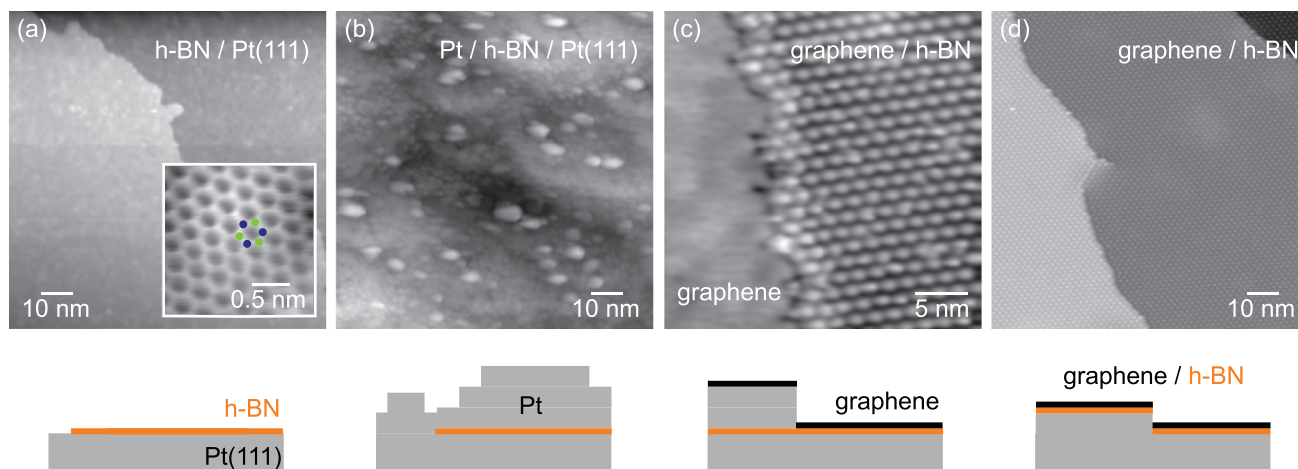 (a)
h-BN / Pt(111)
0.5 nm
10 nm
(b)
Pt / h-BN / Pt(111)
10 nm
(c)
graphene / h-BN
graphene
5 nm
(d)
graphene / h-BN
10 nm
h-BN
Pt(111)
Pt
graphene
graphene / h-BN